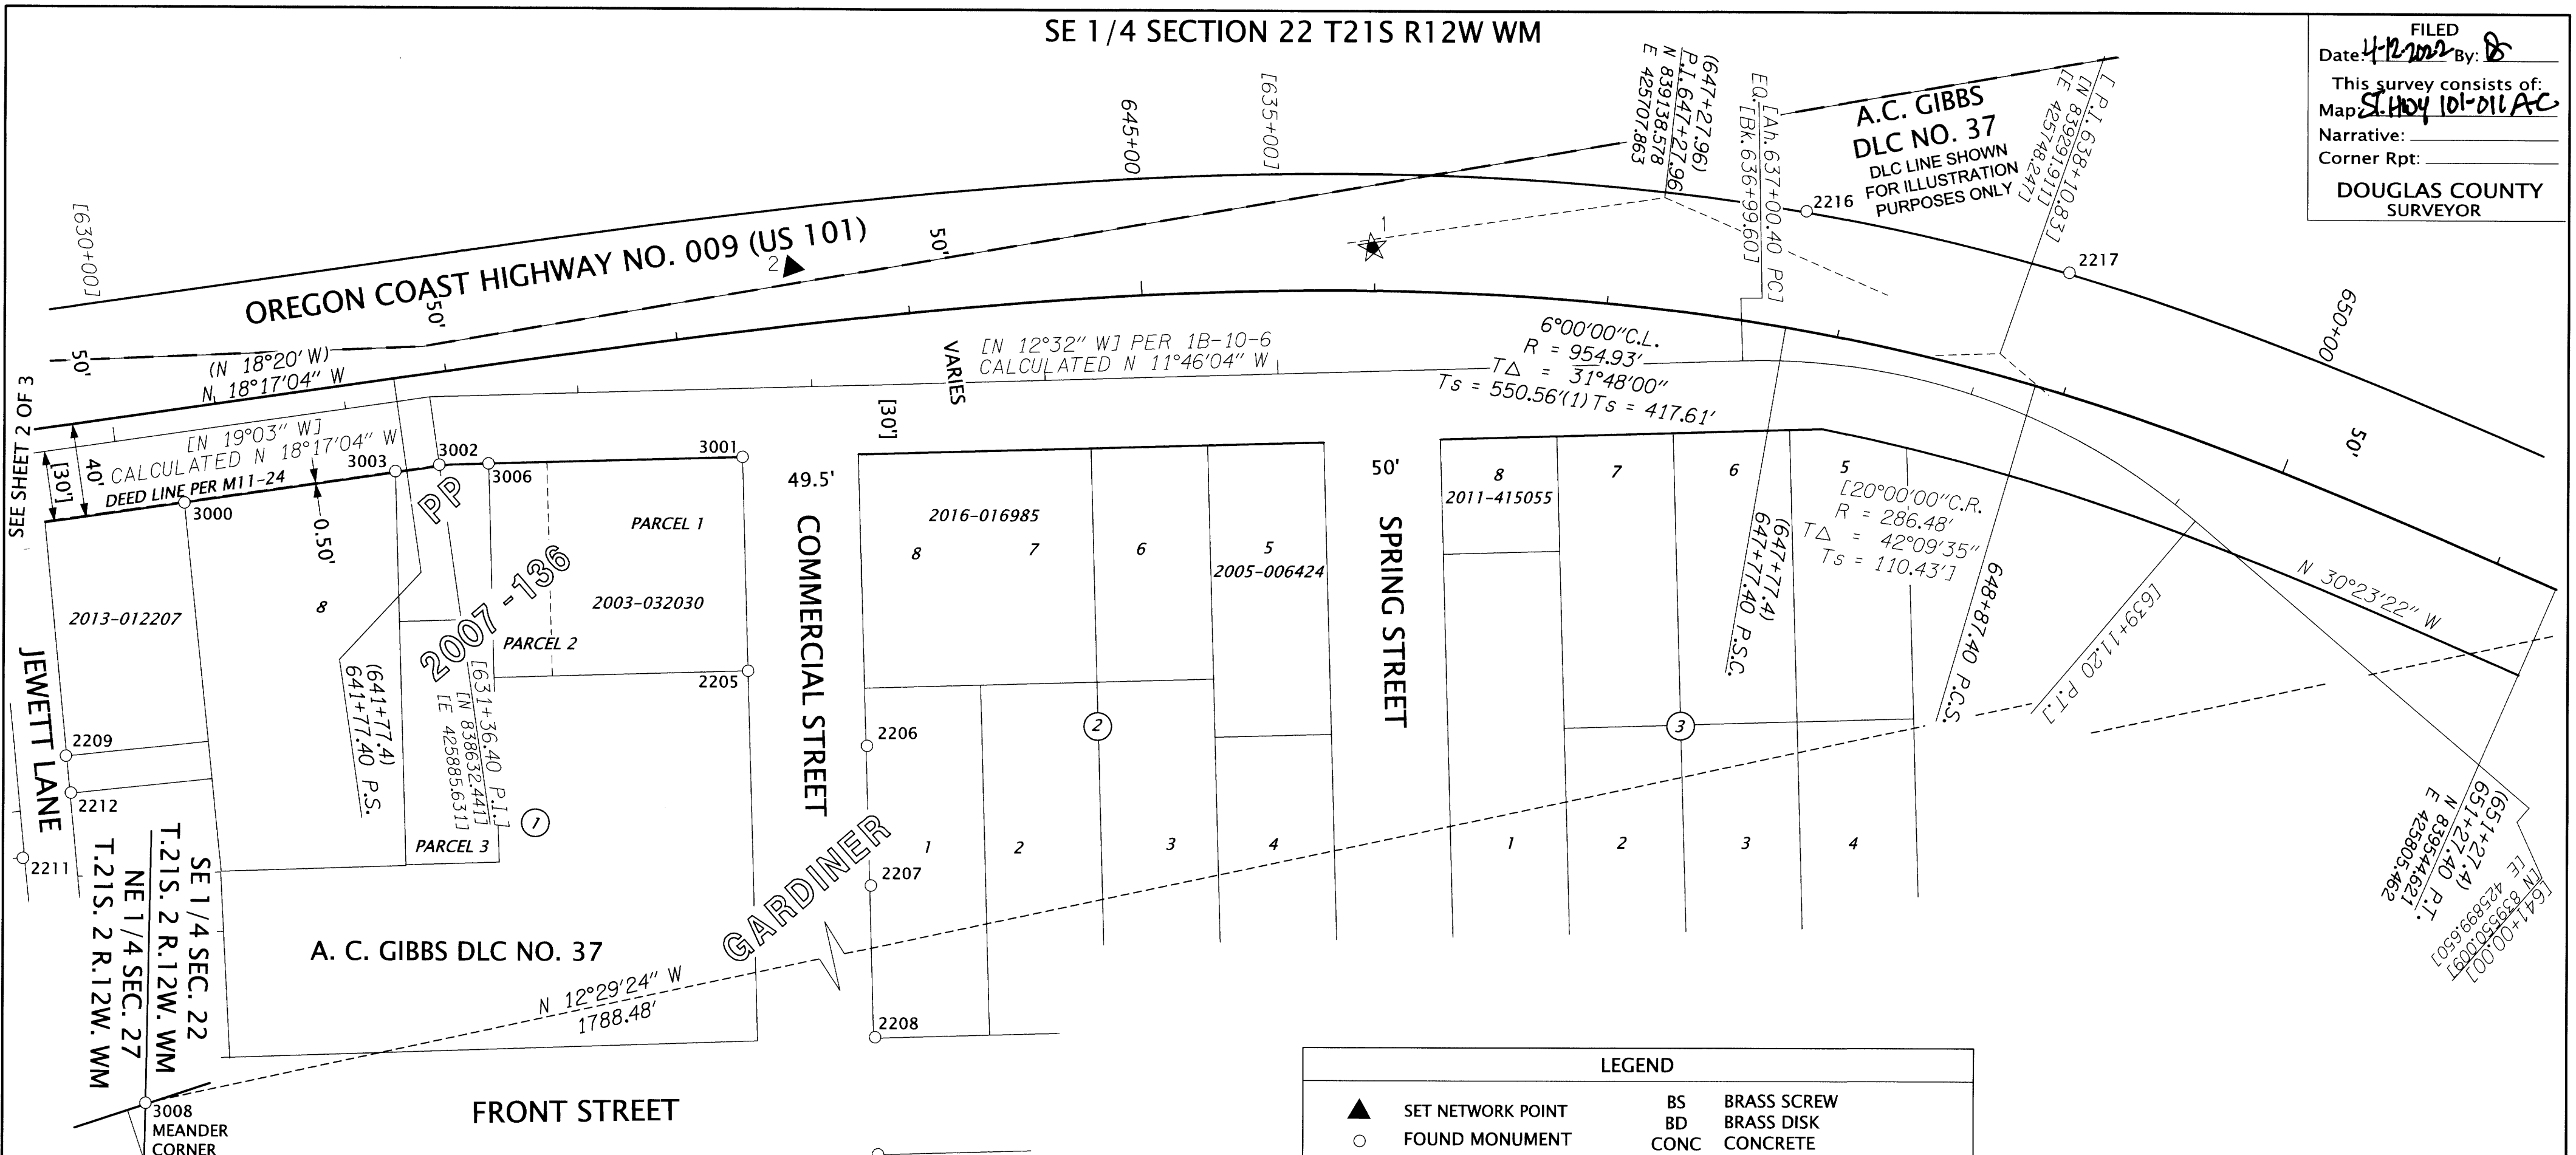 SE 1/4 SECTION 22 T21S R12W WM
FILED
Date: 4-12-2022 By:
This survey consists of:
Map: St. Hwy 101-011 A-C
Narrative:
Corner Rpt:
DOUGLAS COUNTY
SURVEYOR
[630+00]
645+00
[635+00]
(647+27.96)
P.I. 647+27.96
N 839138.578
E 425707.863
EQ. [Ah.637+00.40 PC]
[Bk.636+99.60]
A.C. GIBBS
DLC NO. 37
DLC LINE SHOWN
FOR ILLUSTRATION
PURPOSES ONLY
[ P.I. 638+10.83]
[N 839291.911]
[E 425748.247]
2216
2217
650+00
OREGON COAST HIGHWAY NO. 009 (US 101)
2
1
50'
50'
50'
50'
SEE SHEET 2 OF 3
(N 18°20' W)
N 18°17'04" W
[N 12°32" W] PER 1B-10-6
CALCULATED N 11°46'04" W
VARIES
[30']
6°00'00"C.L.
R = 954.93'
T△ = 31°48'00"
Ts = 550.56'(1) Ts = 417.61'
[30']
40'
[N 19°03" W]
CALCULATED N 18°17'04" W
DEED LINE PER M11-24
3000
3003
3002
3006
3001
0.50'
PP
2007-136
PARCEL 1
2003-032030
PARCEL 2
PARCEL 3
8
2013-012207
JEWETT LANE
2209
2212
2211
(641+77.4)
641+77.40 P.S.
[631+36.40 P.I.]
[N 838632.441]
[E 425885.631]
1
2205
49.5'
COMMERCIAL STREET
2016-016985
8
7
6
5
2005-006424
2206
2
2207
1
2
3
4
2208
50'
SPRING STREET
8
2011-415055
7
6
5
[20°00'00"C.R.
R = 286.48'
T△ = 42°09'35"
Ts = 110.43']
(647+77.4)
647+77.40 P.S.C.
648+87.40 P.C.S.
[639+11.20 P.T.]
3
1
2
3
4
N 30°23'22" W
(651+27.4)
651+27.40 P.T.
N 839544.621
E 425805.462
[641+00.00]
[N 839550.009]
[E 425899.650]
GARDINER
A. C. GIBBS DLC NO. 37
N 12°29'24" W
1788.48'
SE 1/4 SEC. 22
T.21S. 2 R.12W. WM
NE 1/4 SEC. 27
T.21S. 2 R.12W. WM
3008
MEANDER
CORNER
FRONT STREET
LEGEND
SET NETWORK POINT
FOUND MONUMENT
BS BRASS SCREW
BD BRASS DISK
CONC CONCRETE